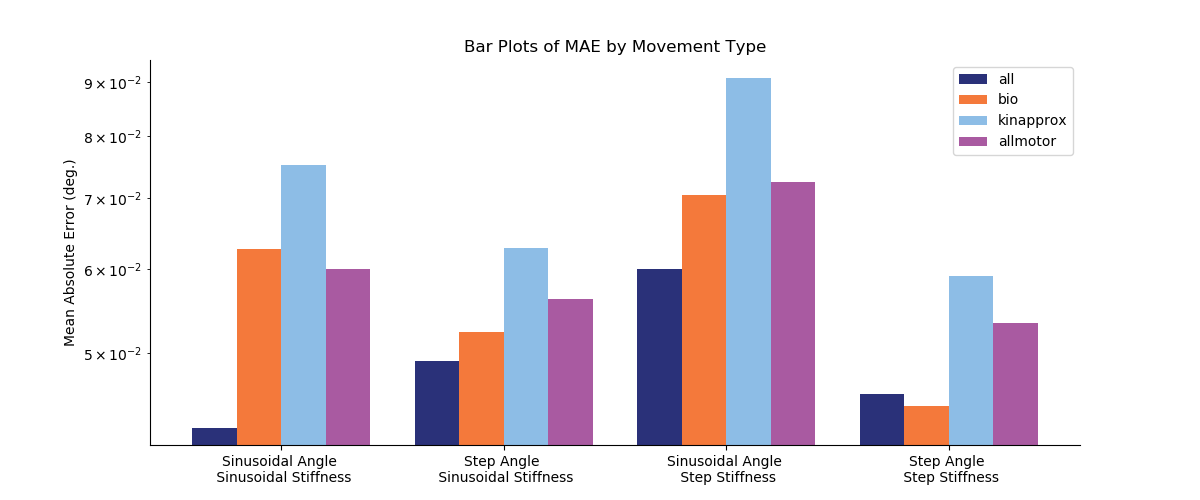 Bar Plots of MAE by Movement Type
Mean Absolute Error (deg.)
9 × 10⁻²
8 × 10⁻²
7 × 10⁻²
6 × 10⁻²
5 × 10⁻²
all
bio
kinapprox
allmotor
Sinusoidal Angle
Sinusoidal Stiffness
Step Angle
Sinusoidal Stiffness
Sinusoidal Angle
Step Stiffness
Step Angle
Step Stiffness